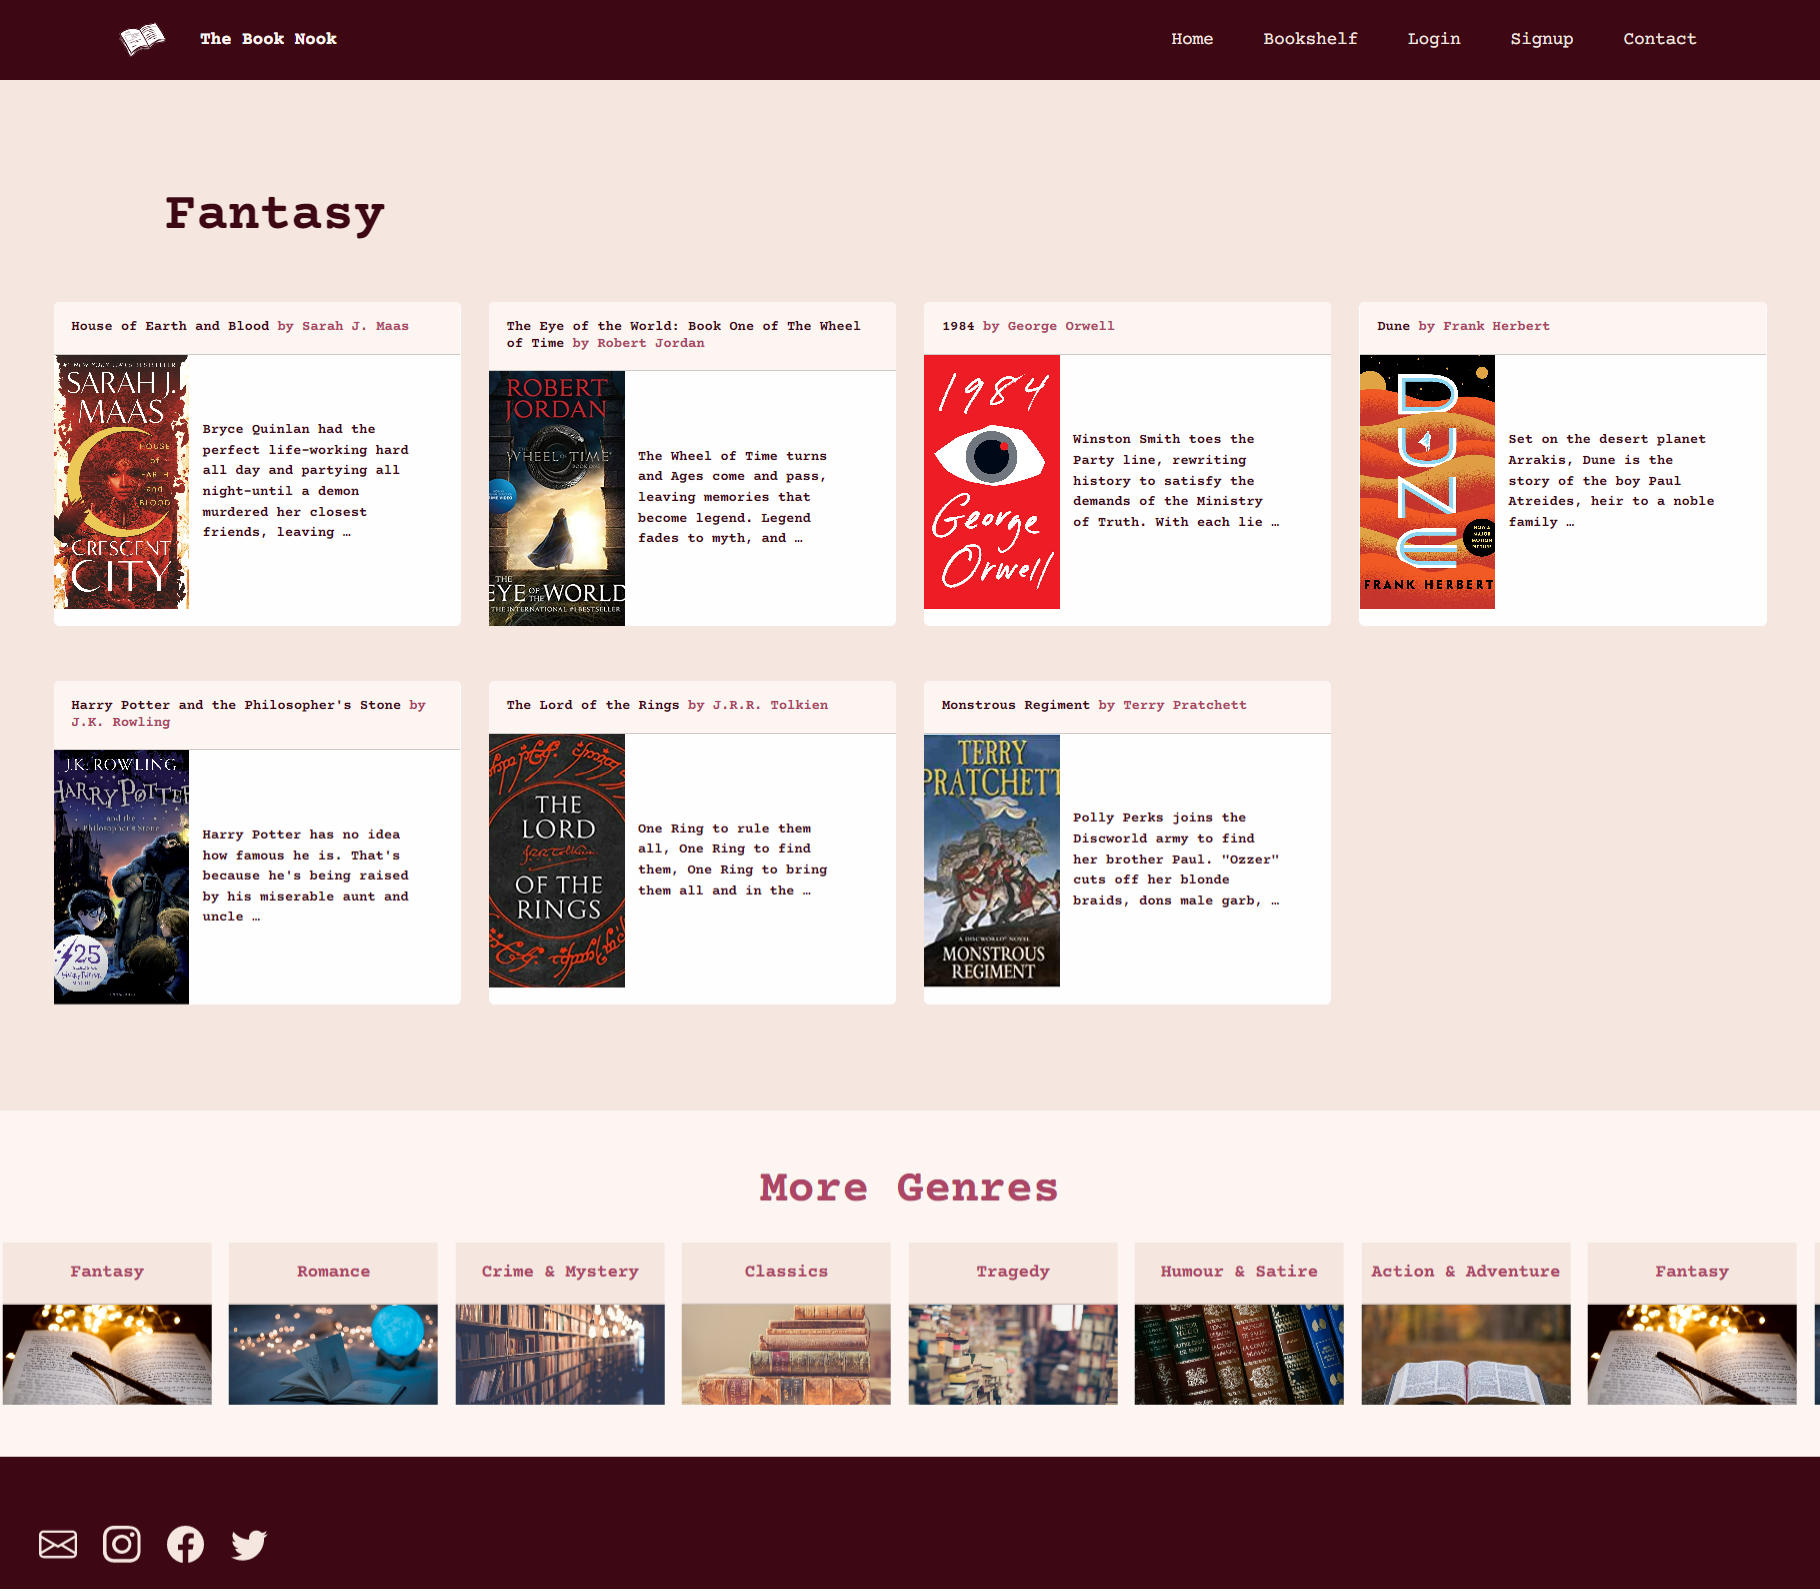 The Book Nook
Home
Bookshelf
Login
Signup
Contact
Fantasy
House of Earth and Blood by Sarah J. Maas
SARAH J.
MAAS
HOUSE
of
EARTH
and
BLOOD
CRESCENT
CITY
Bryce Quinlan had the
perfect life—working hard
all day and partying all
night—until a demon
murdered her closest
friends, leaving …
The Eye of the World: Book One of The Wheel
of Time by Robert Jordan
ROBERT
JORDAN
THE
WHEEL OF TIME
BOOK ONE
THE
EYE OF THE WORLD
THE INTERNATIONAL #1 BESTSELLER
The Wheel of Time turns
and Ages come and pass,
leaving memories that
become legend. Legend
fades to myth, and …
1984 by George Orwell
1984
George
Orwell
Winston Smith toes the
Party line, rewriting
history to satisfy the
demands of the Ministry
of Truth. With each lie …
Dune by Frank Herbert
DUNE
NOW A
MAJOR
MOTION
PICTURE
FRANK HERBERT
Set on the desert planet
Arrakis, Dune is the
story of the boy Paul
Atreides, heir to a noble
family …
Harry Potter and the Philosopher's Stone by
J.K. Rowling
J.K. ROWLING
HARRY POTTER
and the
Philosopher's Stone
25
Harry Potter has no idea
how famous he is. That's
because he's being raised
by his miserable aunt and
uncle …
The Lord of the Rings by J.R.R. Tolkien
THE
LORD
OF THE
RINGS
One Ring to rule them
all, One Ring to find
them, One Ring to bring
them all and in the …
Monstrous Regiment by Terry Pratchett
TERRY
PRATCHETT
A DISCWORLD NOVEL
MONSTROUS
REGIMENT
Polly Perks joins the
Discworld army to find
her brother Paul. "Ozzer"
cuts off her blonde
braids, dons male garb, …
More Genres
Fantasy
Romance
Crime & Mystery
Classics
Tragedy
Humour & Satire
Action & Adventure
Fantasy